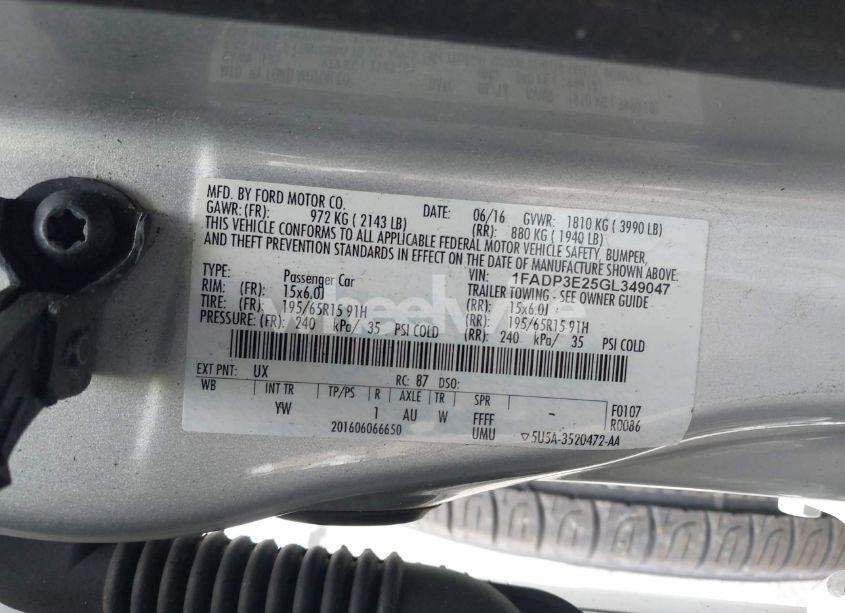 MFD. BY FORD MOTOR CO. DATE: 06/16 GVWR: 1810 KG ( 3990 LB)
GAWR: (FR): 972 KG ( 2143 LB) (RR): 880 KG ( 1940 LB)
THIS VEHICLE CONFORMS TO ALL APPLICABLE FEDERAL MOTOR VEHICLE SAFETY, BUMPER,
AND THEFT PREVENTION STANDARDS IN EFFECT ON THE DATE OF MANUFACTURE SHOWN ABOVE.
TYPE: Passenger Car VIN: 1FADP3E25GL349047
TRAILER TOWING - SEE OWNER GUIDE
RIM: (FR): 15x6.0J (RR): 15x6.0J
TIRE: (FR): 195/65R15 91H (RR): 195/65R15 91H
PRESSURE: (FR): 240 kPa/ 35 PSI COLD (RR): 240 kPa/ 35 PSI COLD
EXT PNT: UX RC: 87 DSO:
WB INT TR TP/PS R AXLE TR SPR F0107
YW 1 AU W FFFF - R0086
201606066650 UMU ▽5U5A-3520472-AA